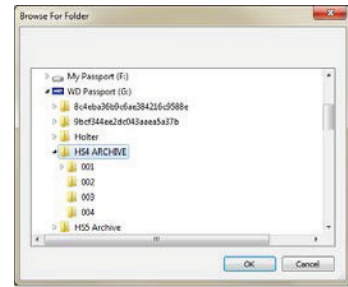 Browse For Folder
My Passport (F:)
WD Passport (G:)
8c4eba36b9c6ae384216c9588e
9bcf344ee2dc043aaea5a37b
Holter
HS4 ARCHIVE
001
002
003
004
HS5 Archive
OK
Cancel